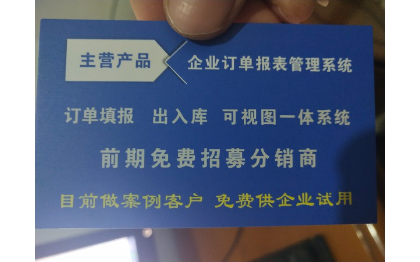 主营产品 企业订单报表管理系统
订单填报 出入库 可视图一体系统
前期免费招募分销商
目前做案例客户 免费供企业试用